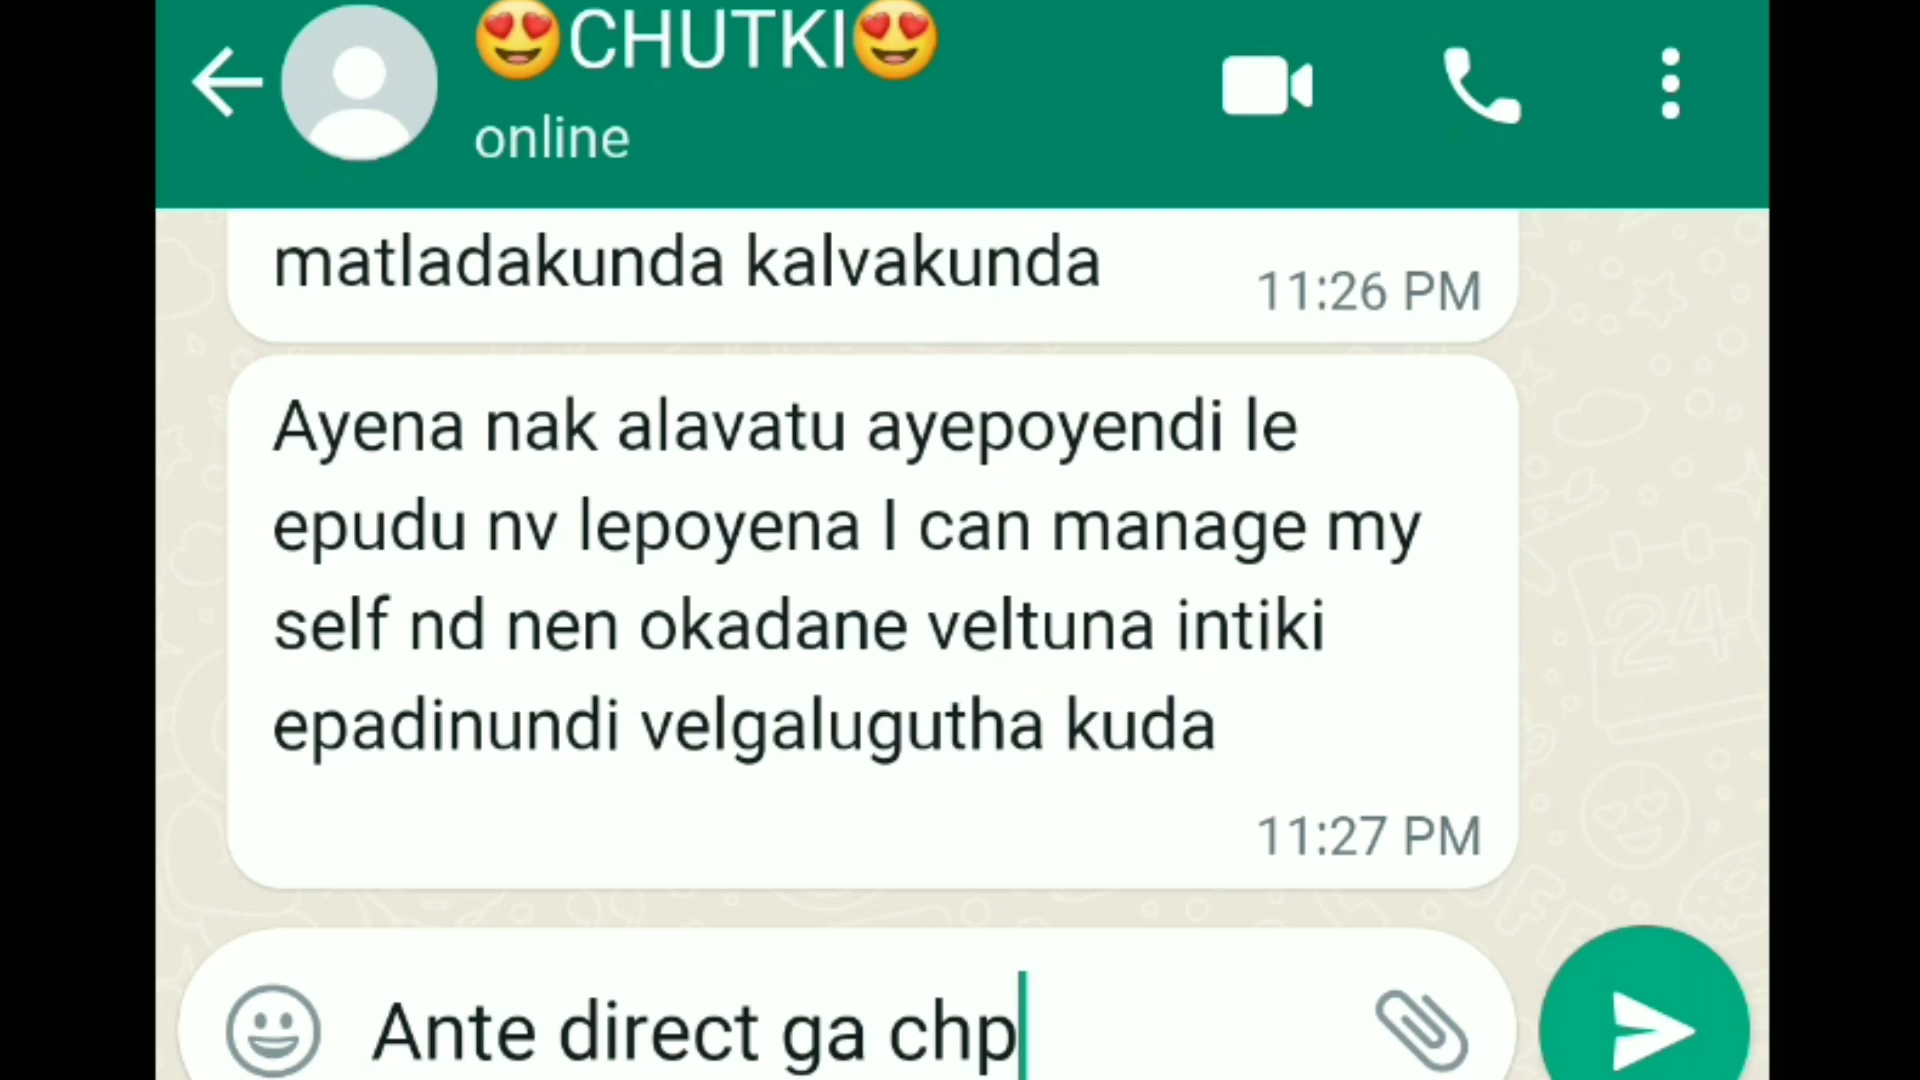 😍CHUTKI😍
online
matladakunda kalvakunda
11:26 PM
Ayena nak alavatu ayepoyendi le
epudu nv lepoyena I can manage my
self nd nen okadane veltuna intiki
epadinundi velgalugutha kuda
11:27 PM
Ante direct ga chp